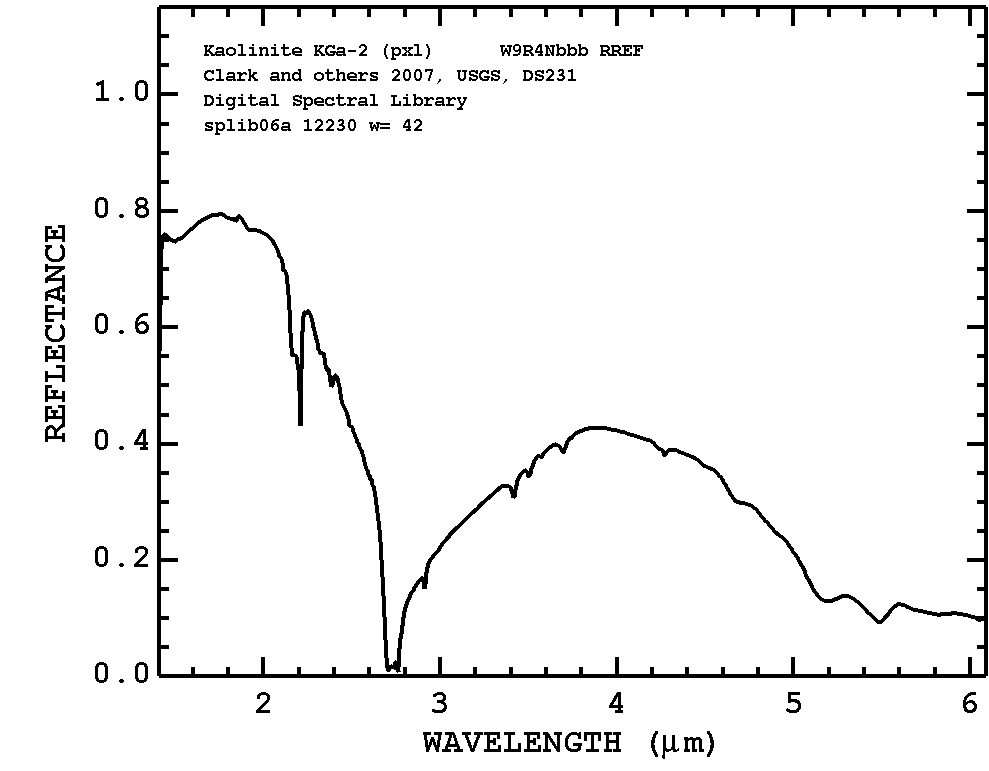 Kaolinite KGa-2 (pxl) W9R4Nbbb RREF
Clark and others 2007, USGS, DS231
Digital Spectral Library
splib06a 12230 w= 42
1.0
0.8
0.6
0.4
0.2
0.0
REFLECTANCE
2 3 4 5 6
WAVELENGTH (μm)